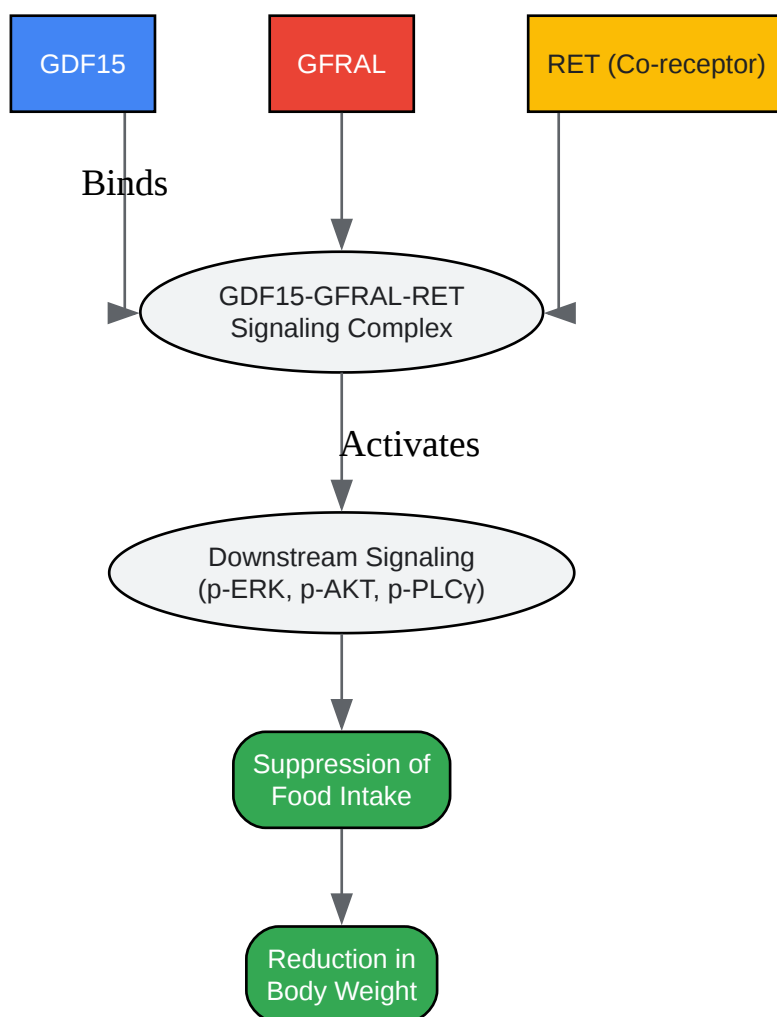 GDF15
GFRAL
RET (Co-receptor)
Binds
GDF15-GFRAL-RET
Signaling Complex
Activates
Downstream Signaling
(p-ERK, p-AKT, p-PLCγ)
Suppression of
Food Intake
Reduction in
Body Weight